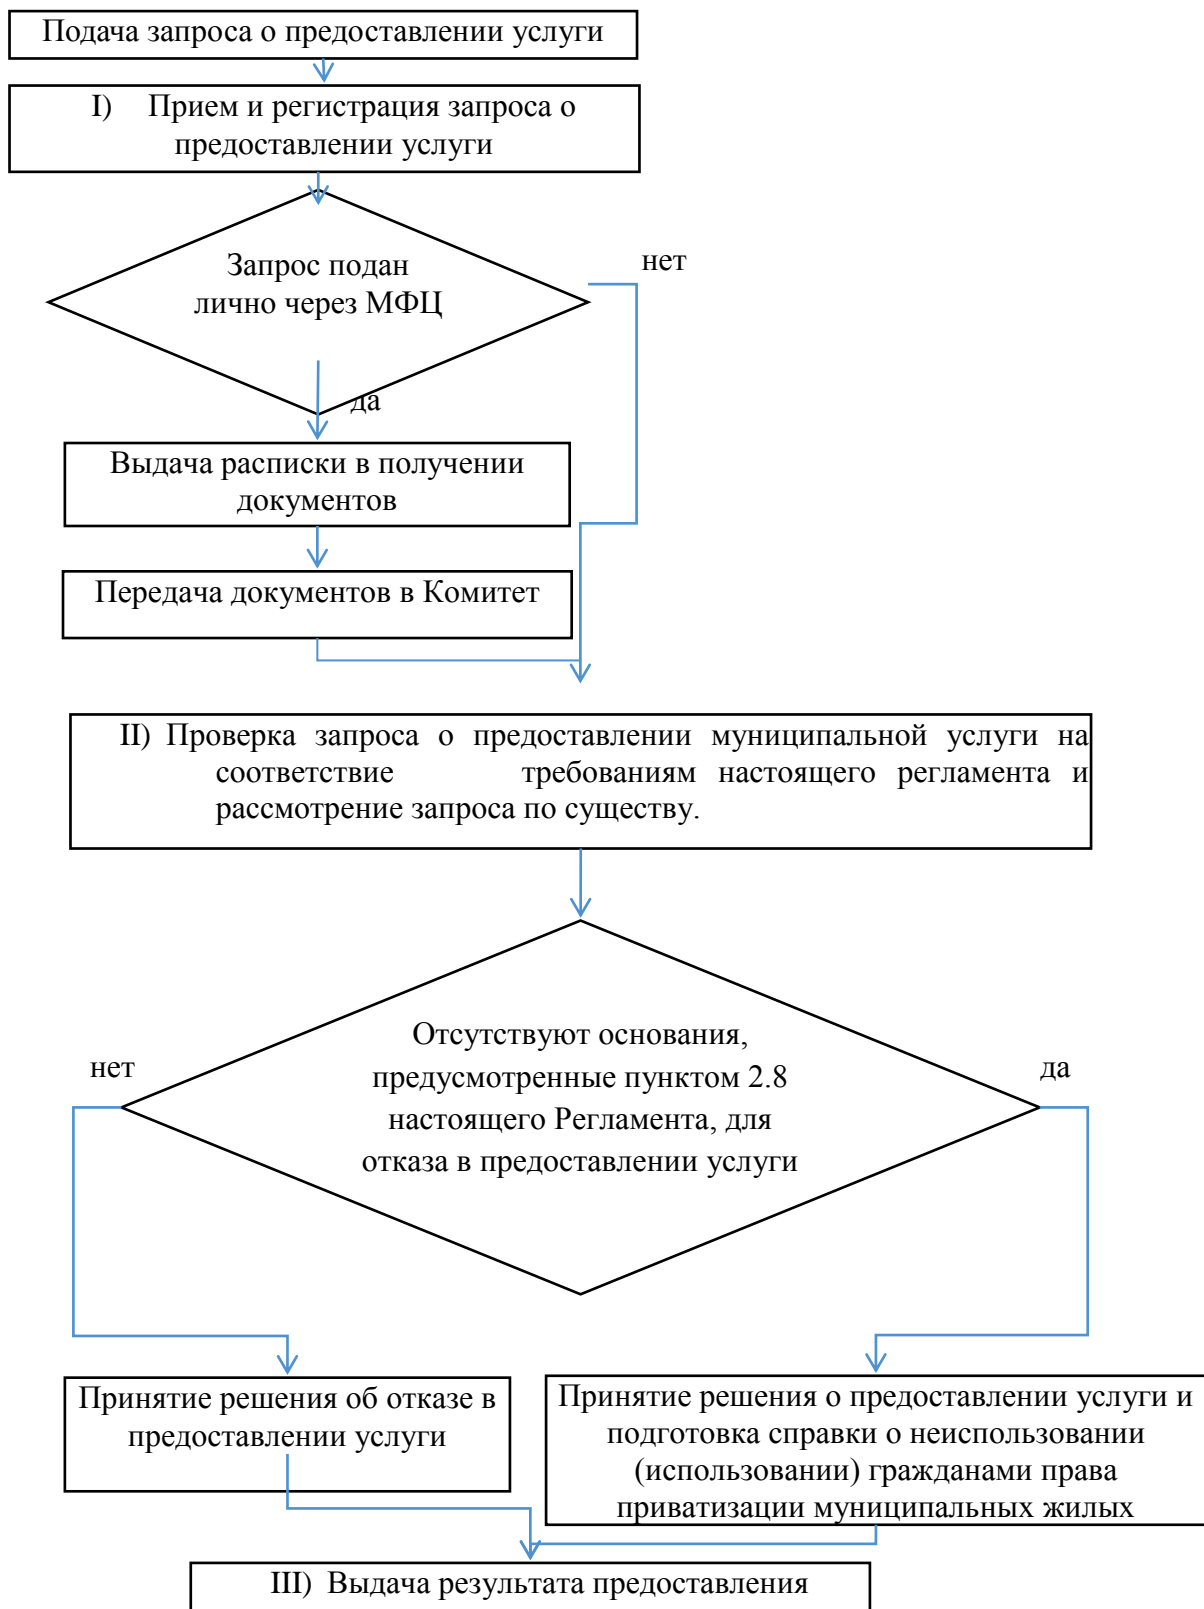 Подача запроса о предоставлении услуги
I) Прием и регистрация запроса о
предоставлении услуги
Запрос подан
лично через МФЦ
нет
да
Выдача расписки в получении
документов
Передача документов в Комитет
II) Проверка запроса о предоставлении муниципальной услуги на
соответствие требованиям настоящего регламента и
рассмотрение запроса по существу.
Отсутствуют основания,
предусмотренные пунктом 2.8
настоящего Регламента, для
отказа в предоставлении услуги
нет
да
Принятие решения об отказе в
предоставлении услуги
Принятие решения о предоставлении услуги и
подготовка справки о неиспользовании
(использовании) гражданами права
приватизации муниципальных жилых
III) Выдача результата предоставления